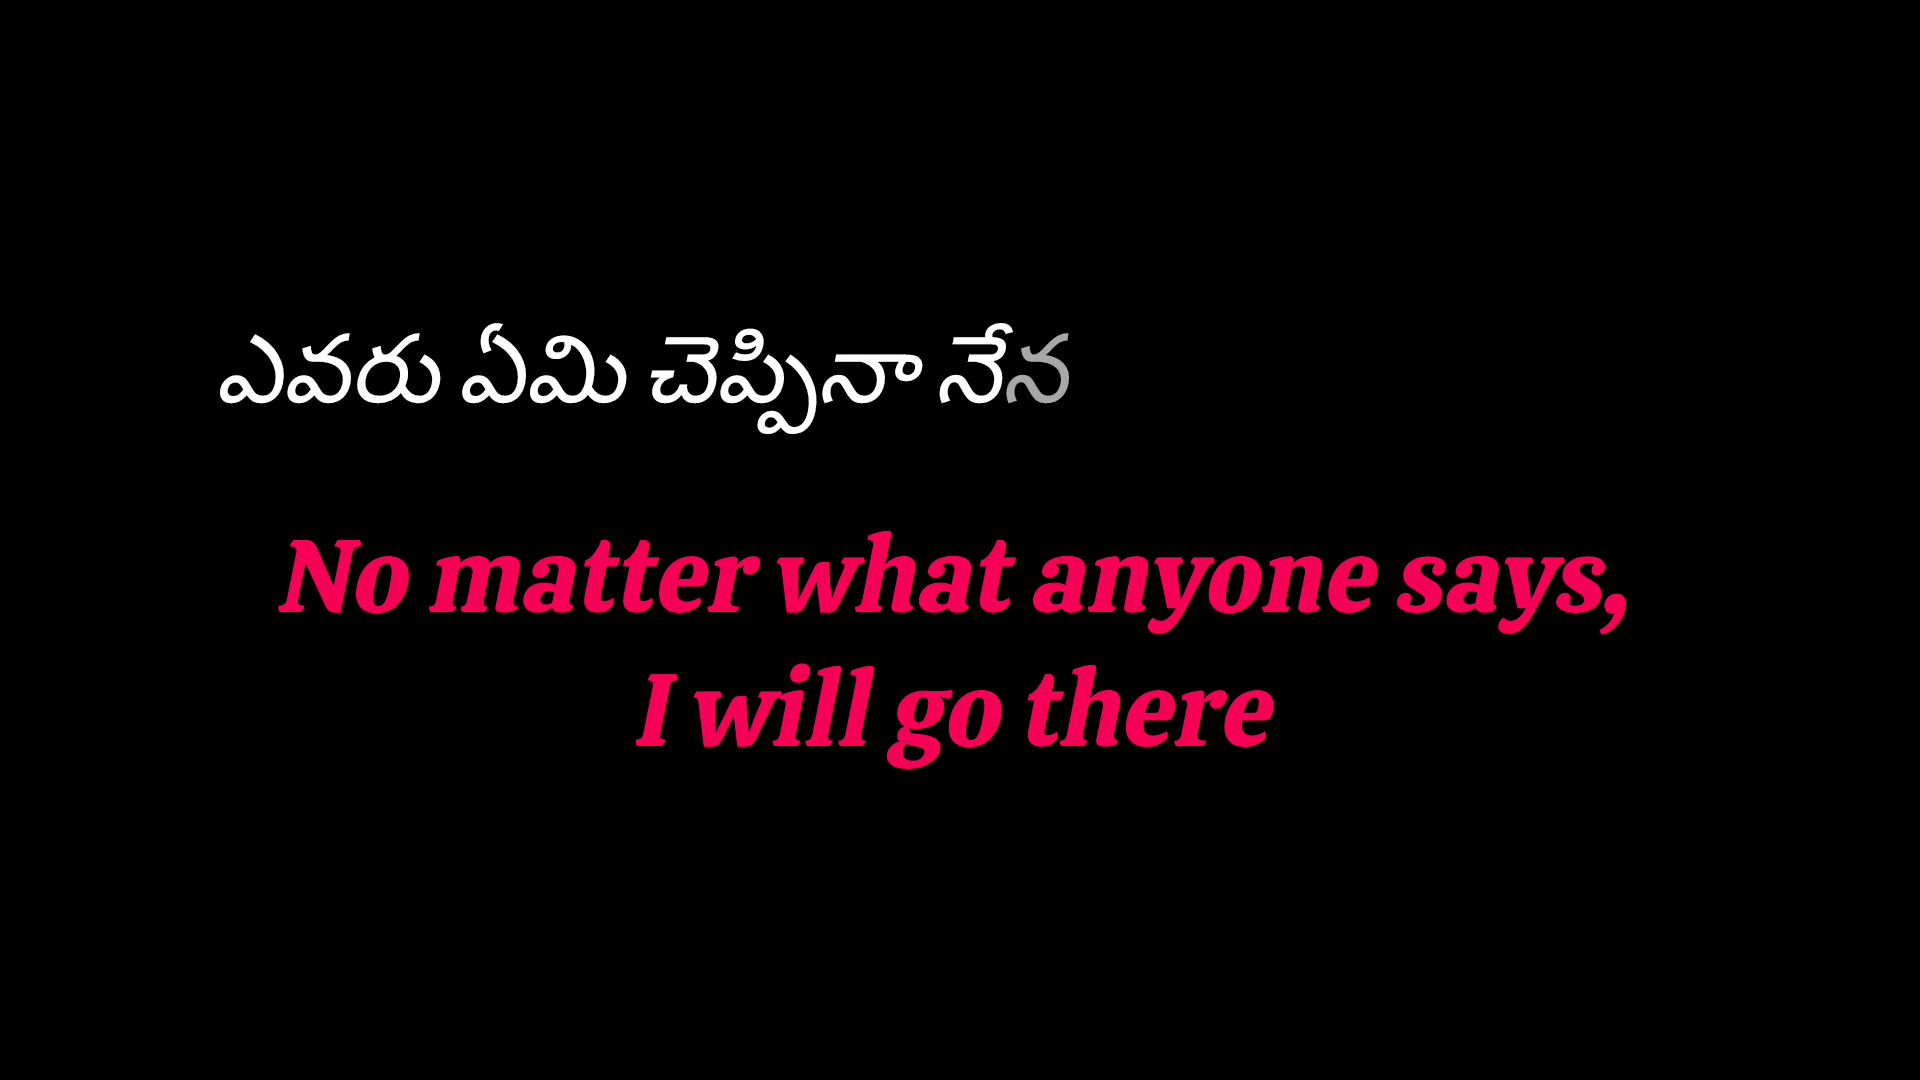 ఎవరు ఏమి చెప్పినా నేన
No matter what anyone says,
I will go there